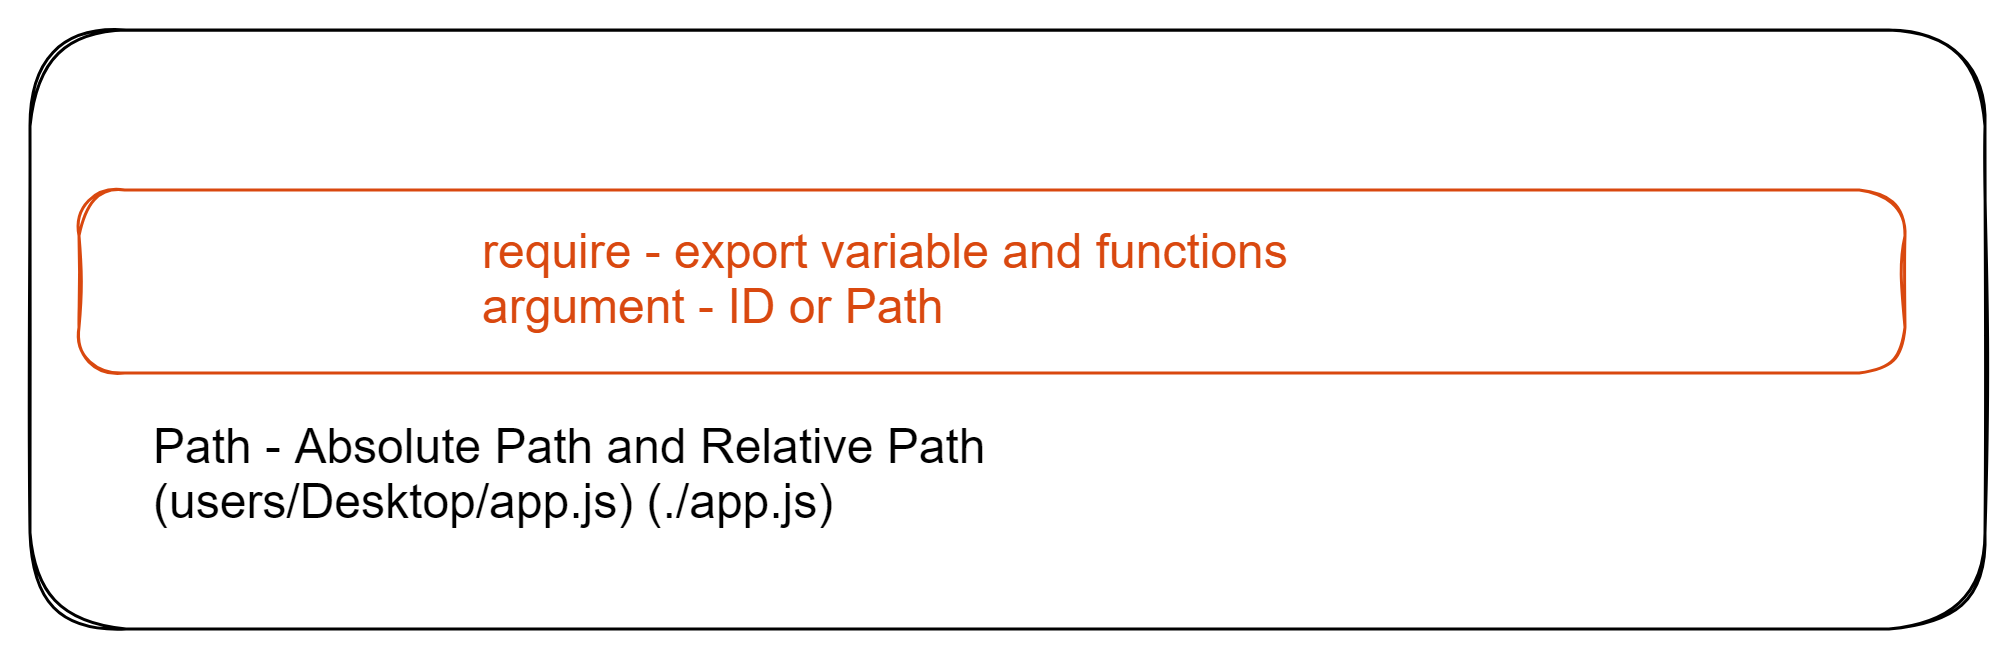 require - export variable and functions
argument - ID or Path
Path - Absolute Path and Relative Path
(users/Desktop/app.js) (./app.js)